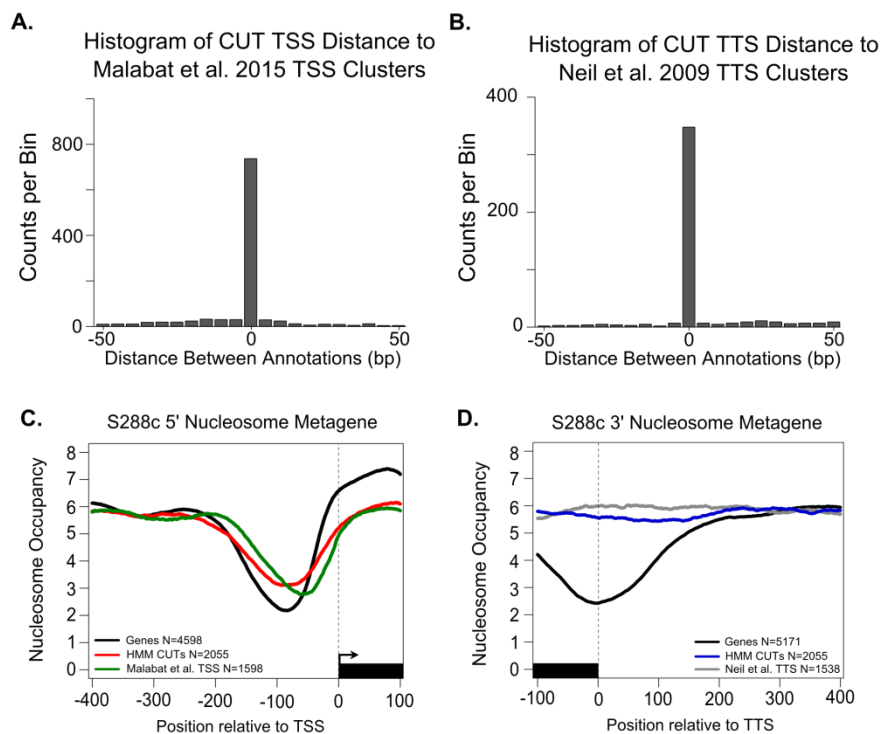 A.
Histogram of CUT TSS Distance to
Malabat et al. 2015 TSS Clusters
Counts per Bin
800
400
0
-50
0
50
Distance Between Annotations (bp)
B.
Histogram of CUT TTS Distance to
Neil et al. 2009 TTS Clusters
Counts per Bin
400
200
0
-50
0
50
Distance Between Annotations (bp)
C.
S288c 5' Nucleosome Metagene
Nucleosome Occupancy
8
7
6
5
4
3
2
1
0
Genes N=4598
HMM CUTs N=2055
Malabat et al. TSS N=1598
-400
-300
-200
-100
0
100
Position relative to TSS
D.
S288c 3' Nucleosome Metagene
Nucleosome Occupancy
8
7
6
5
4
3
2
1
0
Genes N=5171
HMM CUTs N=2055
Neil et al. TTS N=1538
-100
0
100
200
300
400
Position relative to TTS